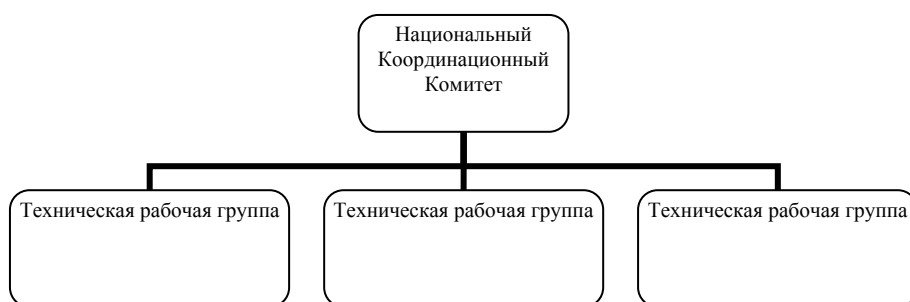 Национальный
Координационный
Комитет
Техническая рабочая группа
Техническая рабочая группа
Техническая рабочая группа